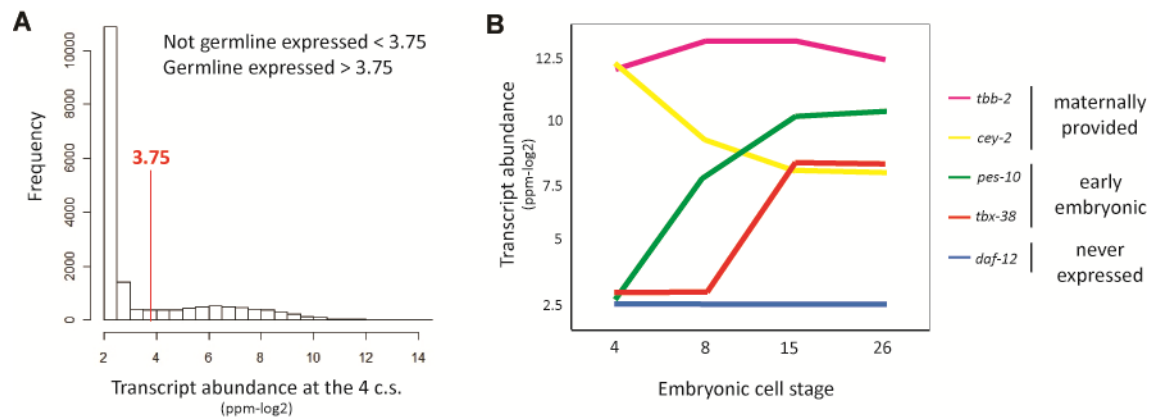 A
Not germline expressed < 3.75
Germline expressed > 3.75
3.75
Frequency
10000
8000
6000
4000
2000
0
2 4 6 8 10 12 14
Transcript abundance at the 4 c.s.
(ppm-log2)
B
Transcript abundance
(ppm-log2)
12.5
10
7.5
5
2.5
4 8 15 26
Embryonic cell stage
tbb-2
cey-2
maternally
provided
pes-10
tbx-38
early
embryonic
daf-12
never
expressed